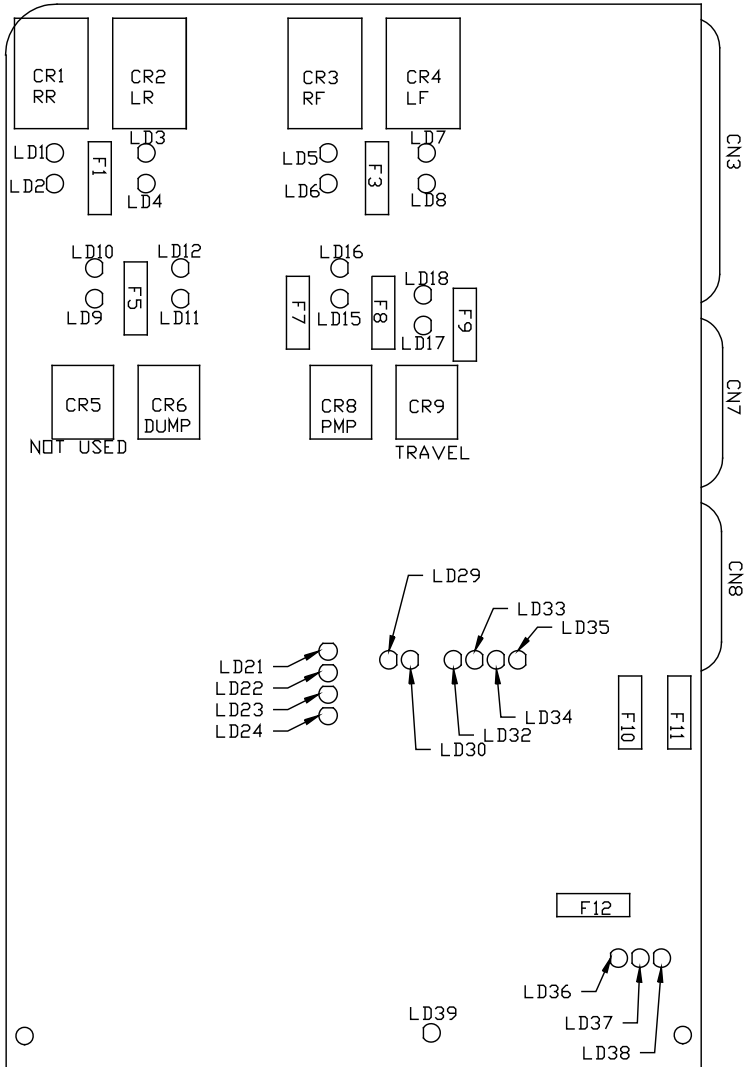 CR1
RR
CR2
LR
CR3
RF
CR4
LF
CN3
LD1
LD2
F1
LD3
LD4
LD5
LD6
F3
LD7
LD8
LD10
LD9
F5
LD12
LD11
F7
LD16
LD15
F8
LD18
LD17
F9
CN7
CR5
NOT USED
CR6
DUMP
CR8
PMP
CR9
TRAVEL
CN8
LD29
LD33
LD35
LD21
LD22
LD23
LD24
LD30
LD32
LD34
F10
F11
F12
LD36
LD37
LD38
LD39